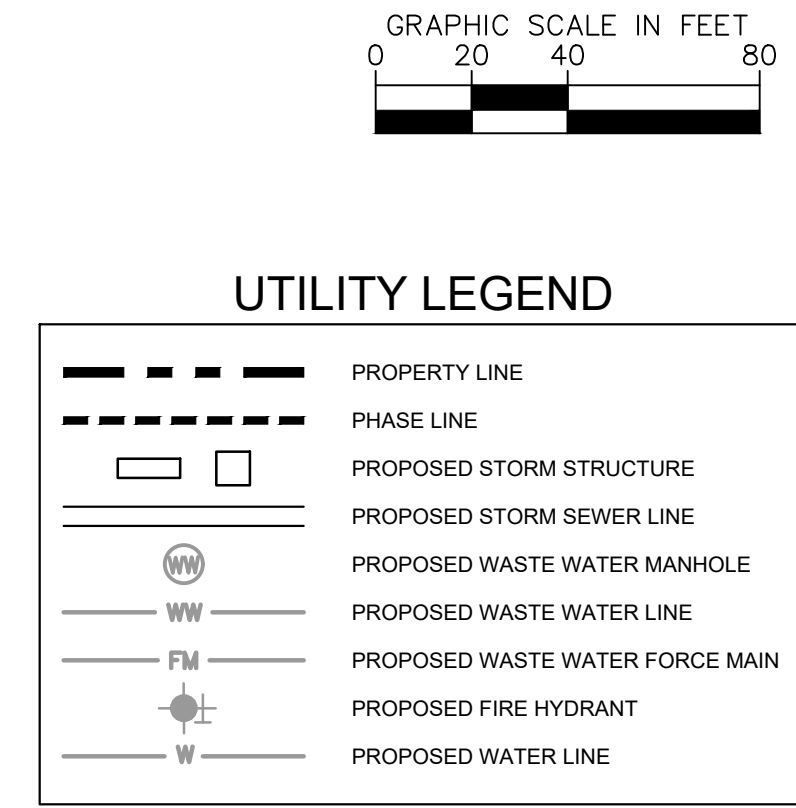 GRAPHIC SCALE IN FEET
0 20 40 80
UTILITY LEGEND
PROPERTY LINE
PHASE LINE
PROPOSED STORM STRUCTURE
PROPOSED STORM SEWER LINE
WW PROPOSED WASTE WATER MANHOLE
WW PROPOSED WASTE WATER LINE
FM PROPOSED WASTE WATER FORCE MAIN
PROPOSED FIRE HYDRANT
W PROPOSED WATER LINE